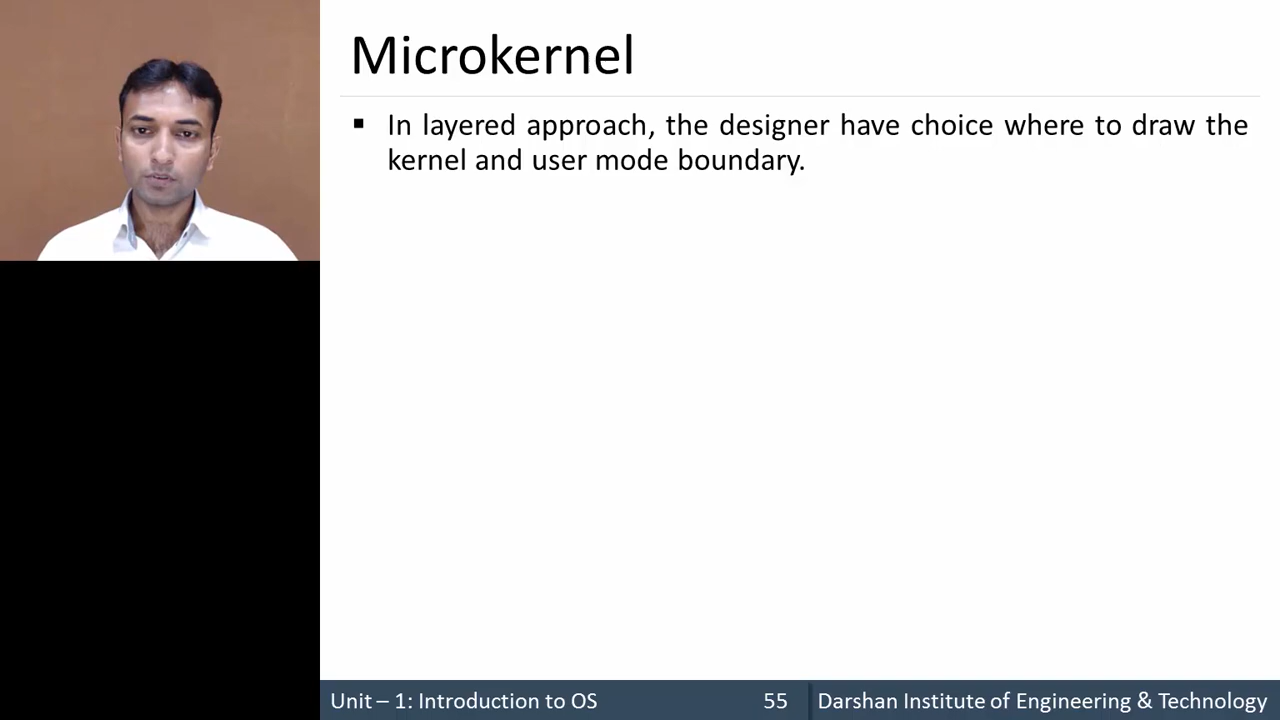 Microkernel
▪ In layered approach, the designer have choice where to draw the
kernel and user mode boundary.
Unit – 1: Introduction to OS 55 Darshan Institute of Engineering & Technology